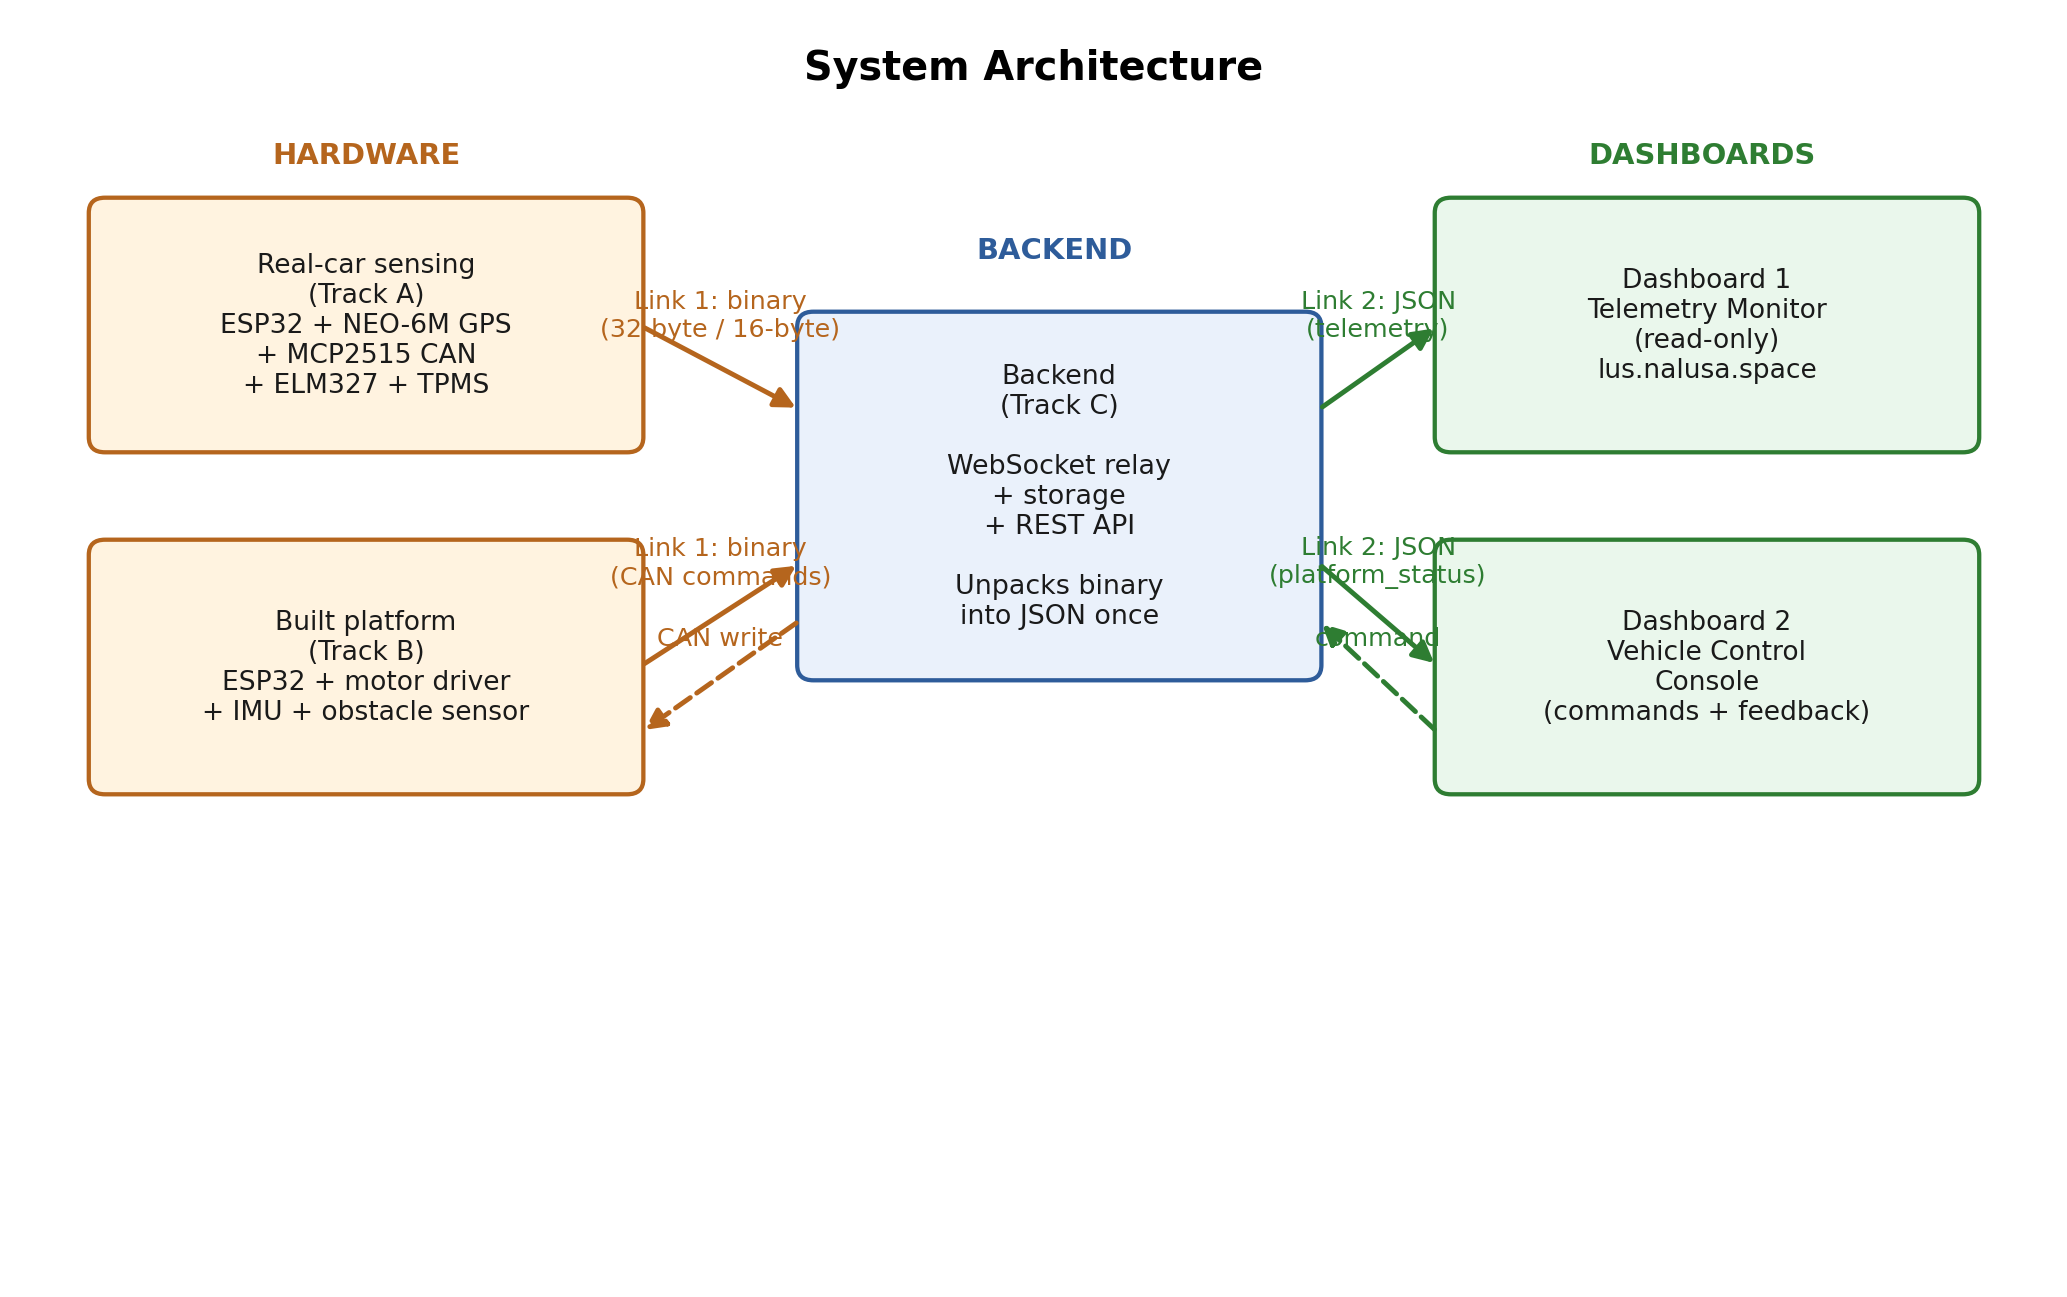 System Architecture
HARDWARE
Real-car sensing
(Track A)
ESP32 + NEO-6M GPS
+ MCP2515 CAN
+ ELM327 + TPMS
Built platform
(Track B)
ESP32 + motor driver
+ IMU + obstacle sensor
Link 1: binary
(32-byte / 16-byte)
Link 1: binary
(CAN commands)
CAN write
BACKEND
Backend
(Track C)
WebSocket relay
+ storage
+ REST API
Unpacks binary
into JSON once
Link 2: JSON
(telemetry)
Link 2: JSON
(platform_status)
command
DASHBOARDS
Dashboard 1
Telemetry Monitor
(read-only)
lus.nalusa.space
Dashboard 2
Vehicle Control
Console
(commands + feedback)